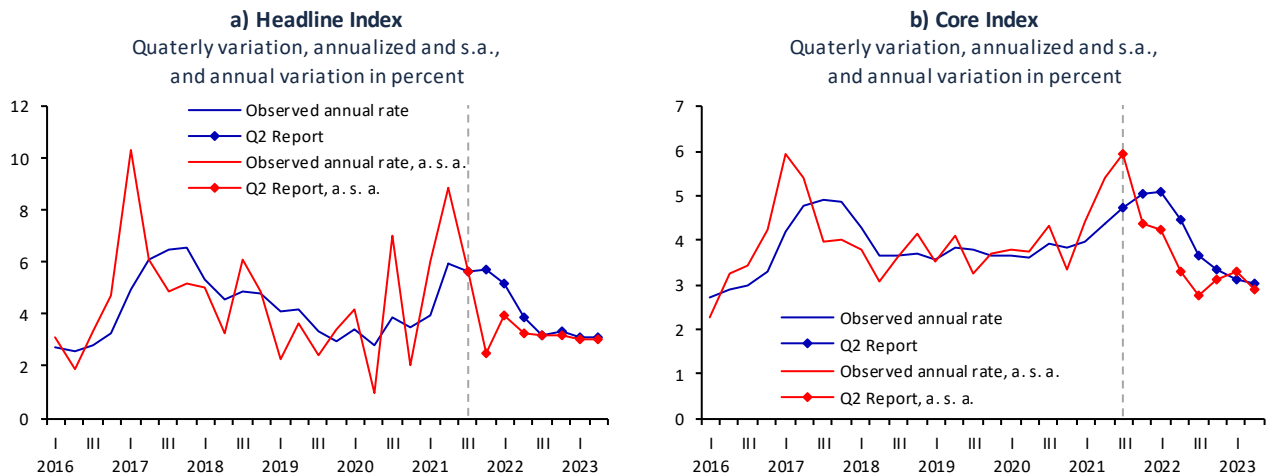 a) Headline Index
Quaterly variation, annualized and s.a.,
and annual variation in percent
12
10
8
6
4
2
0
Observed annual rate
Q2 Report
Observed annual rate, a. s. a.
Q2 Report, a. s. a.
I III I III I III I III I III I III I III I
2016 2017 2018 2019 2020 2021 2022 2023
b) Core Index
Quaterly variation, annualized and s.a.,
and annual variation in percent
7
6
5
4
3
2
1
0
Observed annual rate
Q2 Report
Observed annual rate, a. s. a.
Q2 Report, a. s. a.
I III I III I III I III I III I III I III I
2016 2017 2018 2019 2020 2021 2022 2023